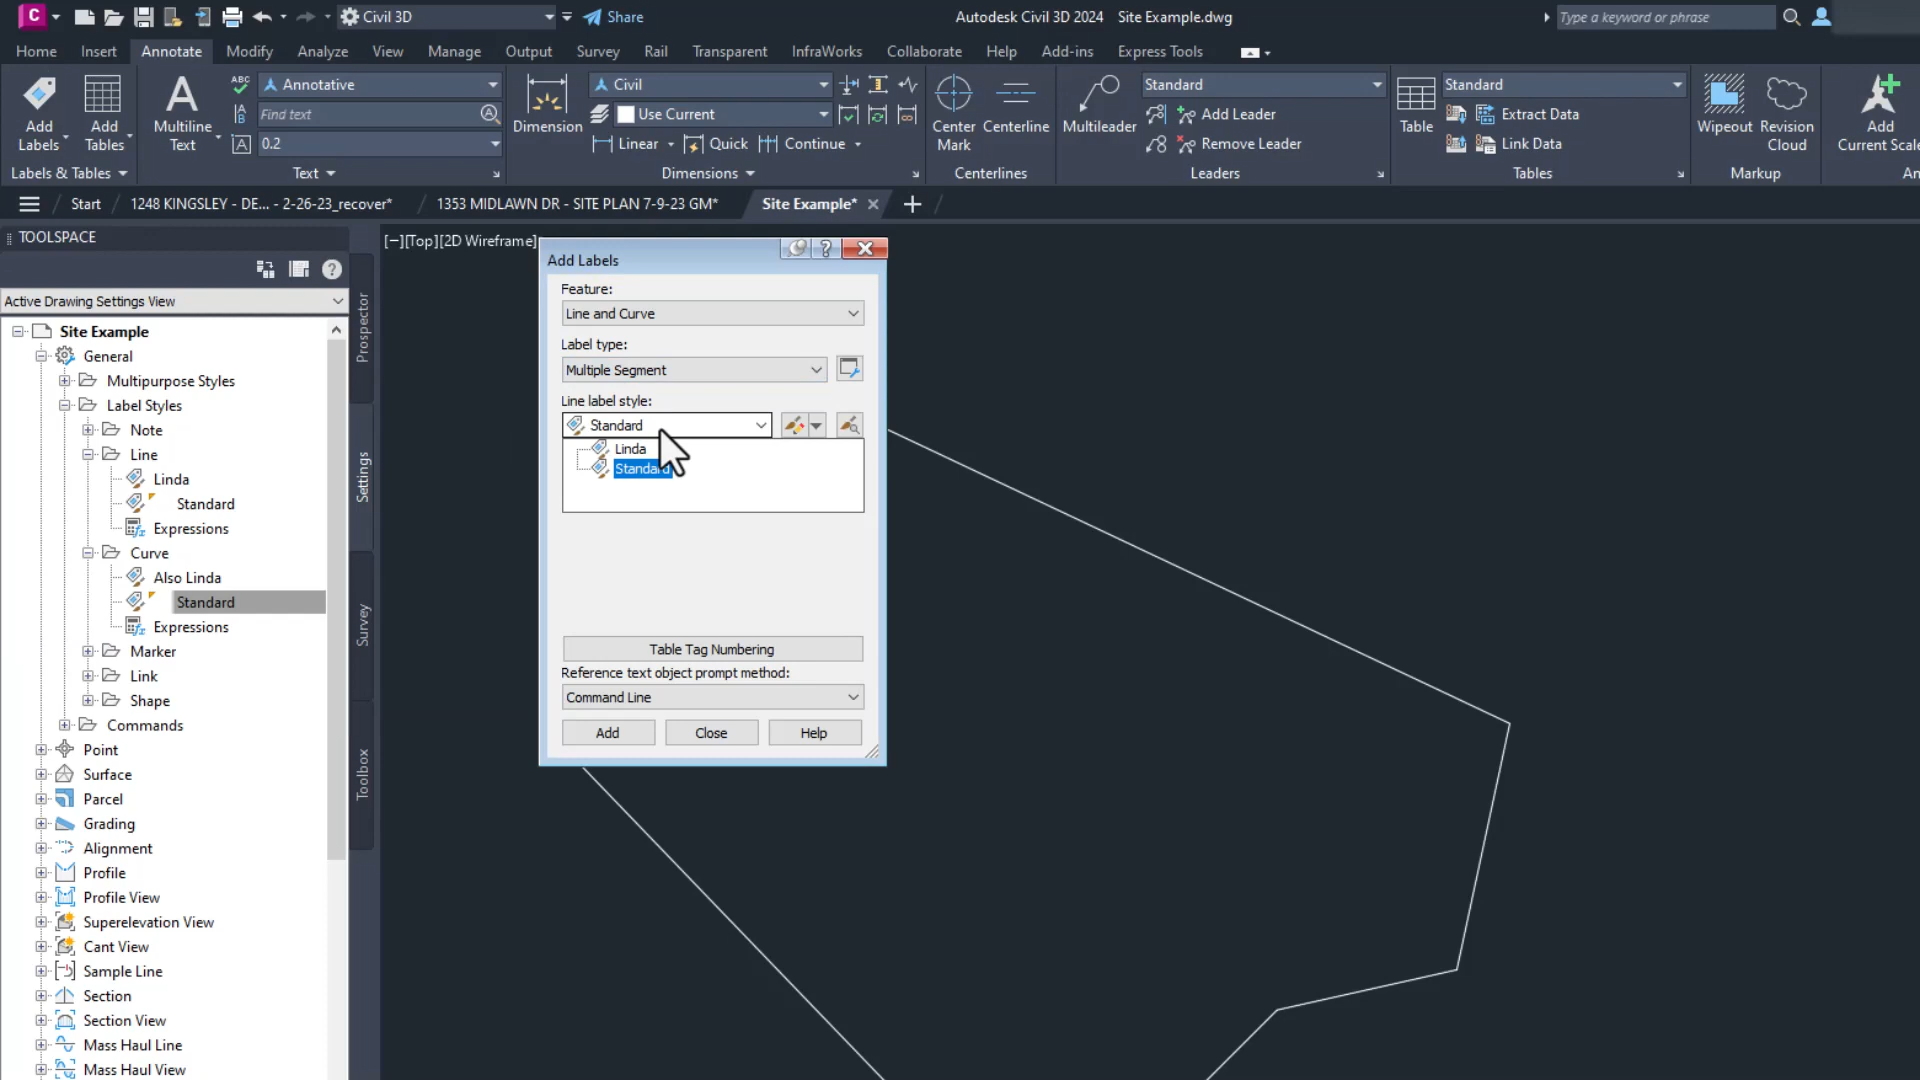 C
Civil 3D
Share
Autodesk Civil 3D 2024 Site Example.dwg
Type a keyword or phrase
Home Insert Annotate Modify Analyze View Manage Output Survey Rail Transparent InfraWorks Collaborate Help Add-ins Express Tools
Add Labels
Add Tables
Labels & Tables
A
Multiline Text
ABC
Annotative
Find text
0.2
Text
Dimension
Civil
Use Current
Linear Quick Continue
Dimensions
Center Mark
Centerline
Centerlines
Multileader
Standard
Add Leader
Remove Leader
Leaders
Table
Standard
Extract Data
Link Data
Tables
Wipeout
Revision Cloud
Markup
Add
Current Scale
Start
1248 KINGSLEY - DE... - 2-26-23_recover*
1353 MIDLAWN DR - SITE PLAN 7-9-23 GM*
Site Example*
TOOLSPACE
Active Drawing Settings View
Site Example
General
Multipurpose Styles
Label Styles
Note
Line
Linda
Standard
Expressions
Curve
Also Linda
Standard
Expressions
Marker
Link
Shape
Commands
Point
Surface
Parcel
Grading
Alignment
Profile
Profile View
Superelevation View
Cant View
Sample Line
Section
Section View
Mass Haul Line
Mass Haul View
Prospector
Settings
Survey
Toolbox
[−][Top][2D Wireframe]
Add Labels
Feature:
Line and Curve
Label type:
Multiple Segment
Line label style:
Standard
Linda
Standard
Table Tag Numbering
Reference text object prompt method:
Command Line
Add Close Help